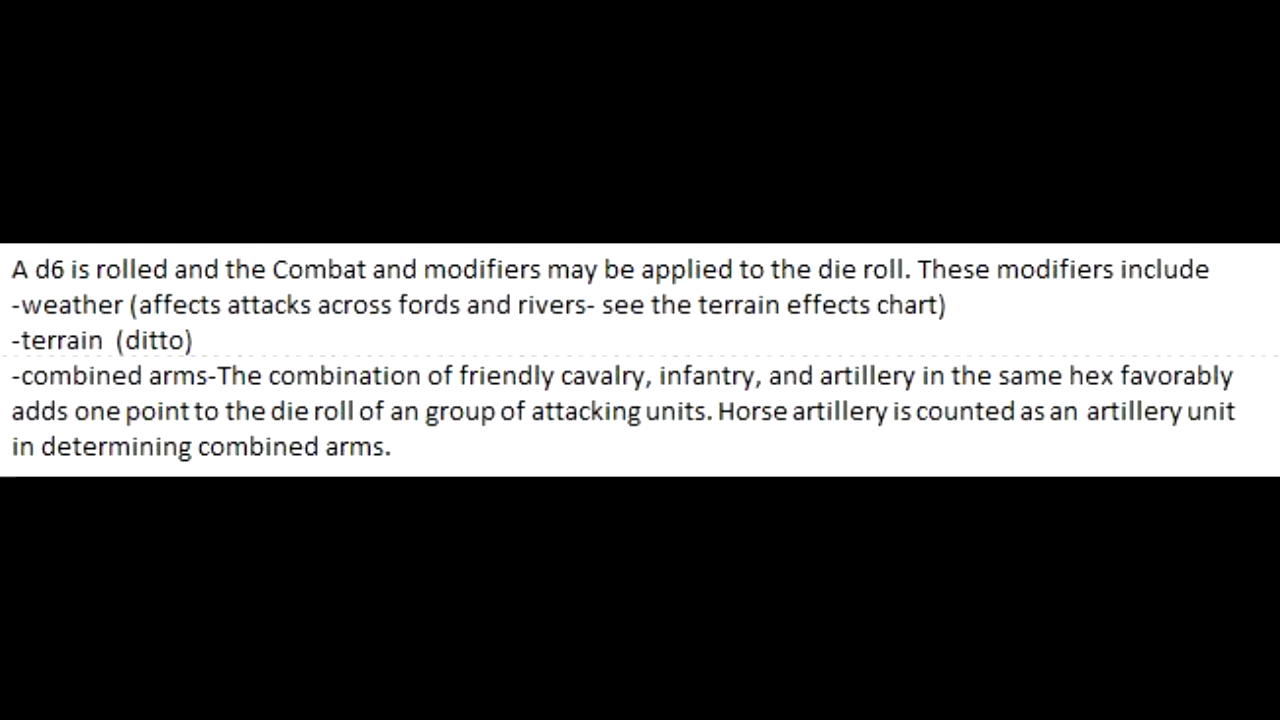 A d6 is rolled and the Combat and modifiers may be applied to the die roll. These modifiers include
-weather (affects attacks across fords and rivers- see the terrain effects chart)
-terrain  (ditto)
-combined arms-The combination of friendly cavalry, infantry, and artillery in the same hex favorably
adds one point to the die roll of an group of attacking units. Horse artillery is counted as an artillery unit
in determining combined arms.